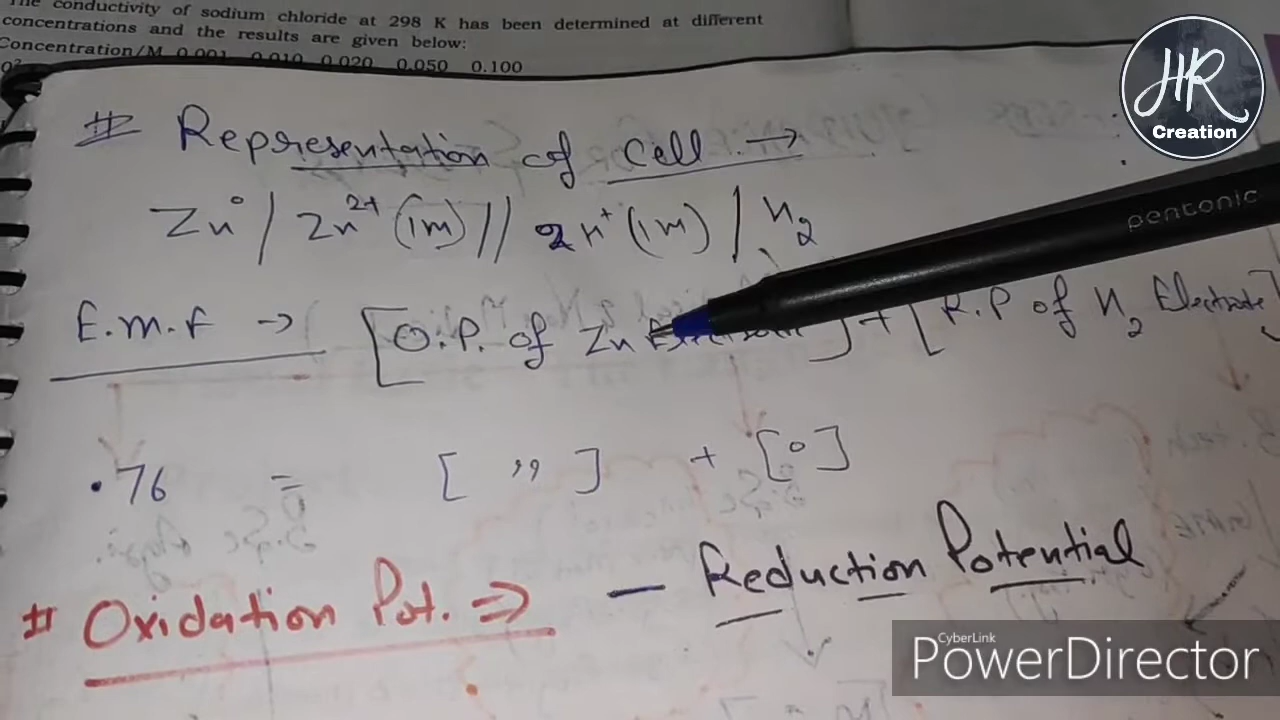 The conductivity of sodium chloride at 298 K has been determined at different
concentrations and the results are given below:
Concentration/M 0.001 0.010 0.020 0.050 0.100
HR
Creation
# Representation of Cell →
Zn° / Zn²⁺ (1M) // 2H⁺ (1M) / H₂
pentonic
E.M.F → [O.P. of Zn Electrode] + [R.P of H₂ Electrode]
.76 = [ ,, ] + [0]
# Oxidation Pot. ⇒ — Reduction Potential
CyberLink
PowerDirector